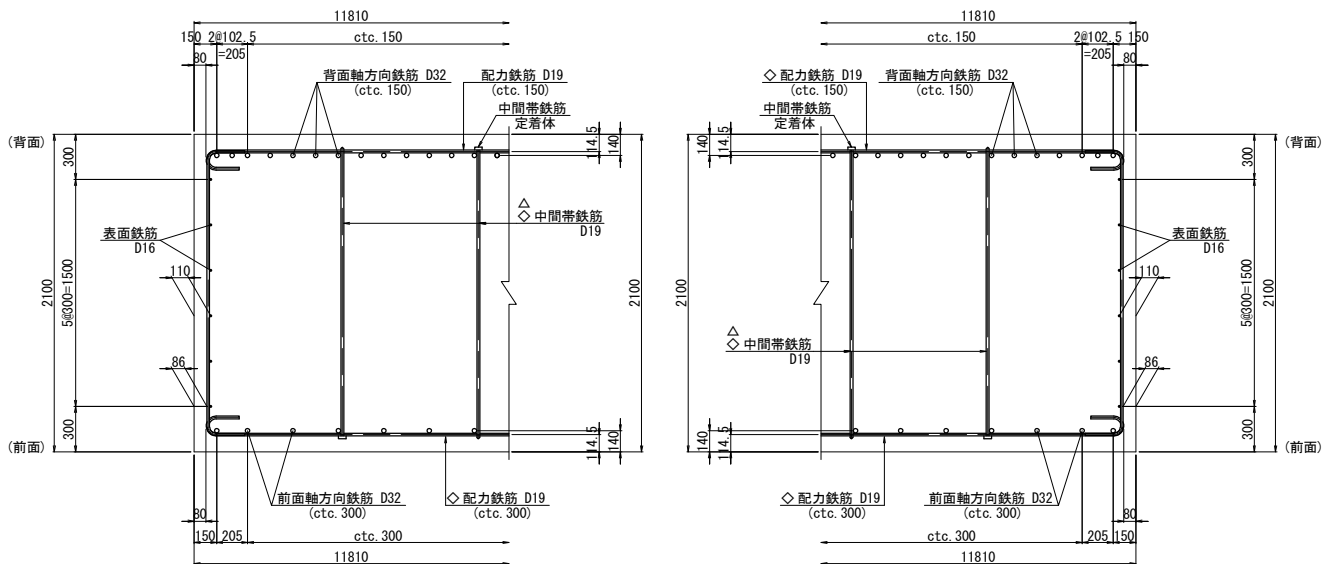 11810
150 2@102.5
=205
ctc.150
80
背面軸方向鉄筋 D32
(ctc.150)
配力鉄筋 D19
(ctc.150)
中間帯鉄筋
定着体
(背面)
300
114.5
140
表面鉄筋
D16
△
◇ 中間帯鉄筋
D19
110
2100
5@300=1500
2100
86
300
(前面)
114.5
140
前面軸方向鉄筋 D32
(ctc.300)
◇ 配力鉄筋 D19
(ctc.300)
80
150 205
ctc.300
11810
11810
ctc.150
2@102.5 150
=205
80
◇ 配力鉄筋 D19
(ctc.150)
背面軸方向鉄筋 D32
(ctc.150)
中間帯鉄筋
定着体
140
114.5
300
(背面)
表面鉄筋
D16
110
2100
5@300=1500
2100
△
◇ 中間帯鉄筋
D19
86
140
114.5
300
(前面)
◇ 配力鉄筋 D19
(ctc.300)
前面軸方向鉄筋 D32
(ctc.300)
80
ctc.300
205 150
11810